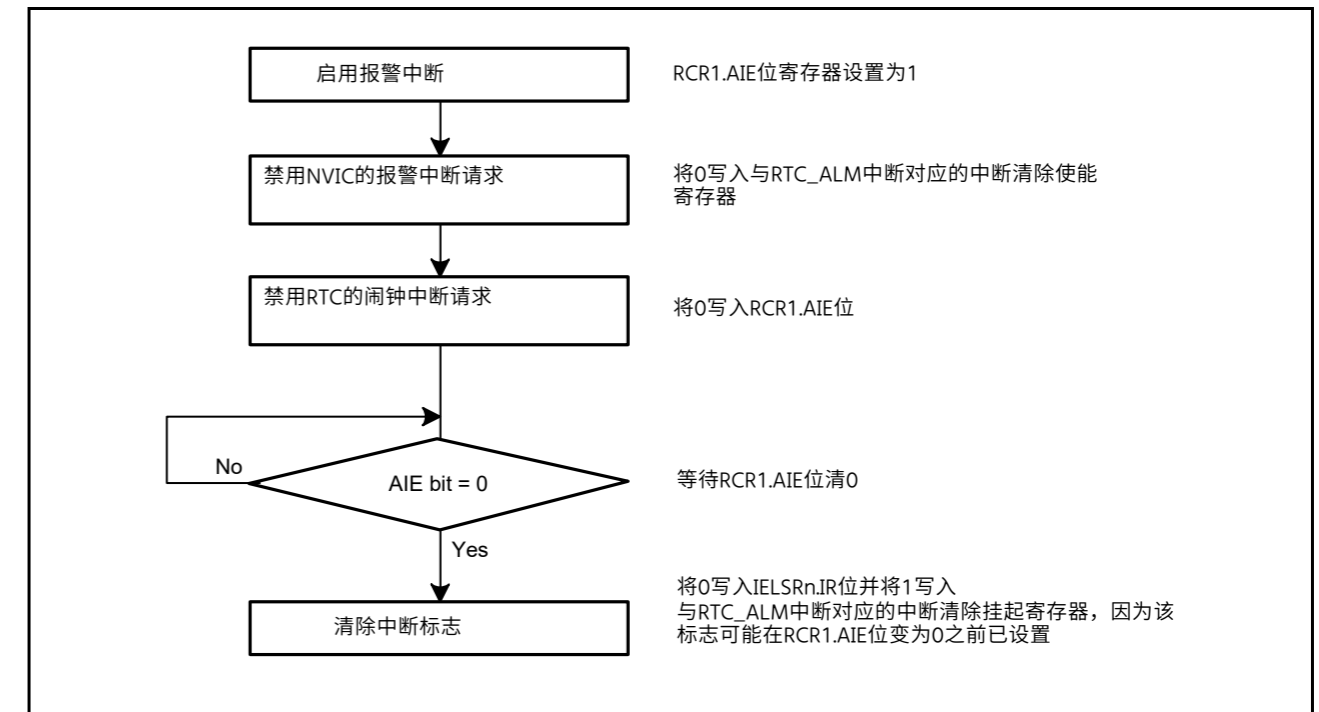 启用报警中断
RCR1.AIE位寄存器设置为1
禁用NVIC的报警中断请求
将0写入与RTC_ALM中断对应的中断清除使能
寄存器
禁用RTC的闹钟中断请求
将0写入RCR1.AIE位
No
AIE bit = 0
等待RCR1.AIE位清0
Yes
清除中断标志
将0写入IELSRn.IR位并将1写入
与RTC_ALM中断对应的中断清除挂起寄存器，因为该
标志可能在RCR1.AIE位变为0之前已设置